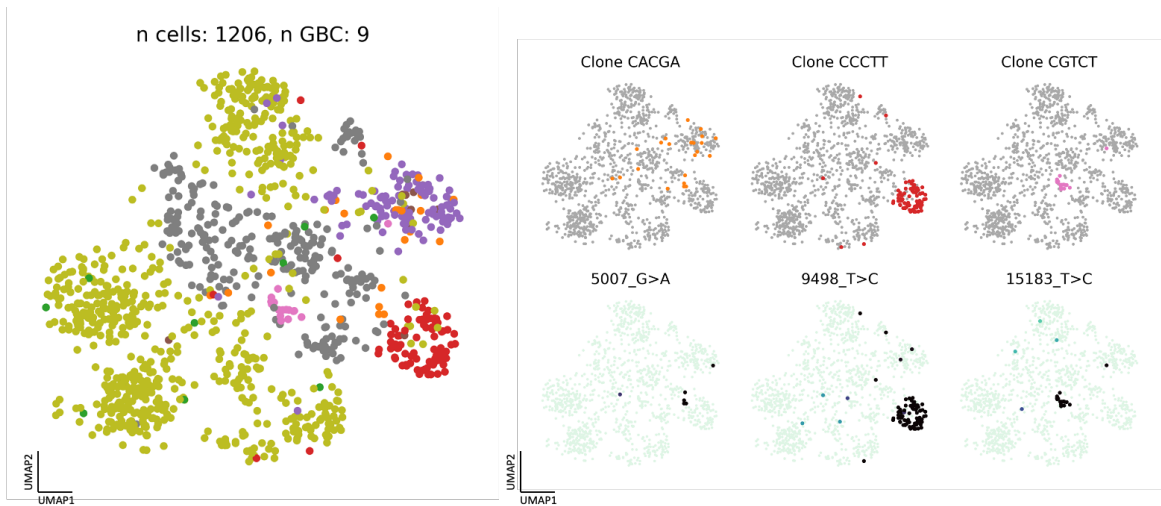 n cells: 1206, n GBC: 9
UMAP2
UMAP1
Clone CACGA
Clone CCCTT
Clone CGTCT
5007_G>A
9498_T>C
15183_T>C
UMAP2
UMAP1